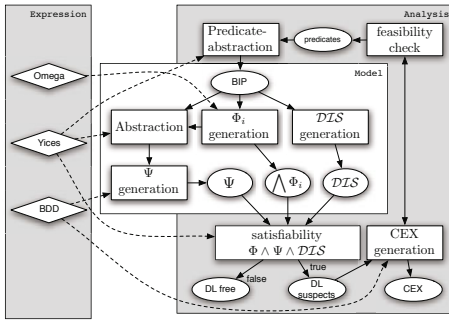 Expression
Analysis
Predicate-
abstraction
predicates
feasibility
check
Model
Omega
BIP
Yices
Abstraction
Φi
generation
DIS
generation
Ψ
generation
Ψ
⋀ Φi
DIS
BDD
satisfiability
Φ ∧ Ψ ∧ DIS
CEX
generation
false
true
DL free
DL
suspects
CEX